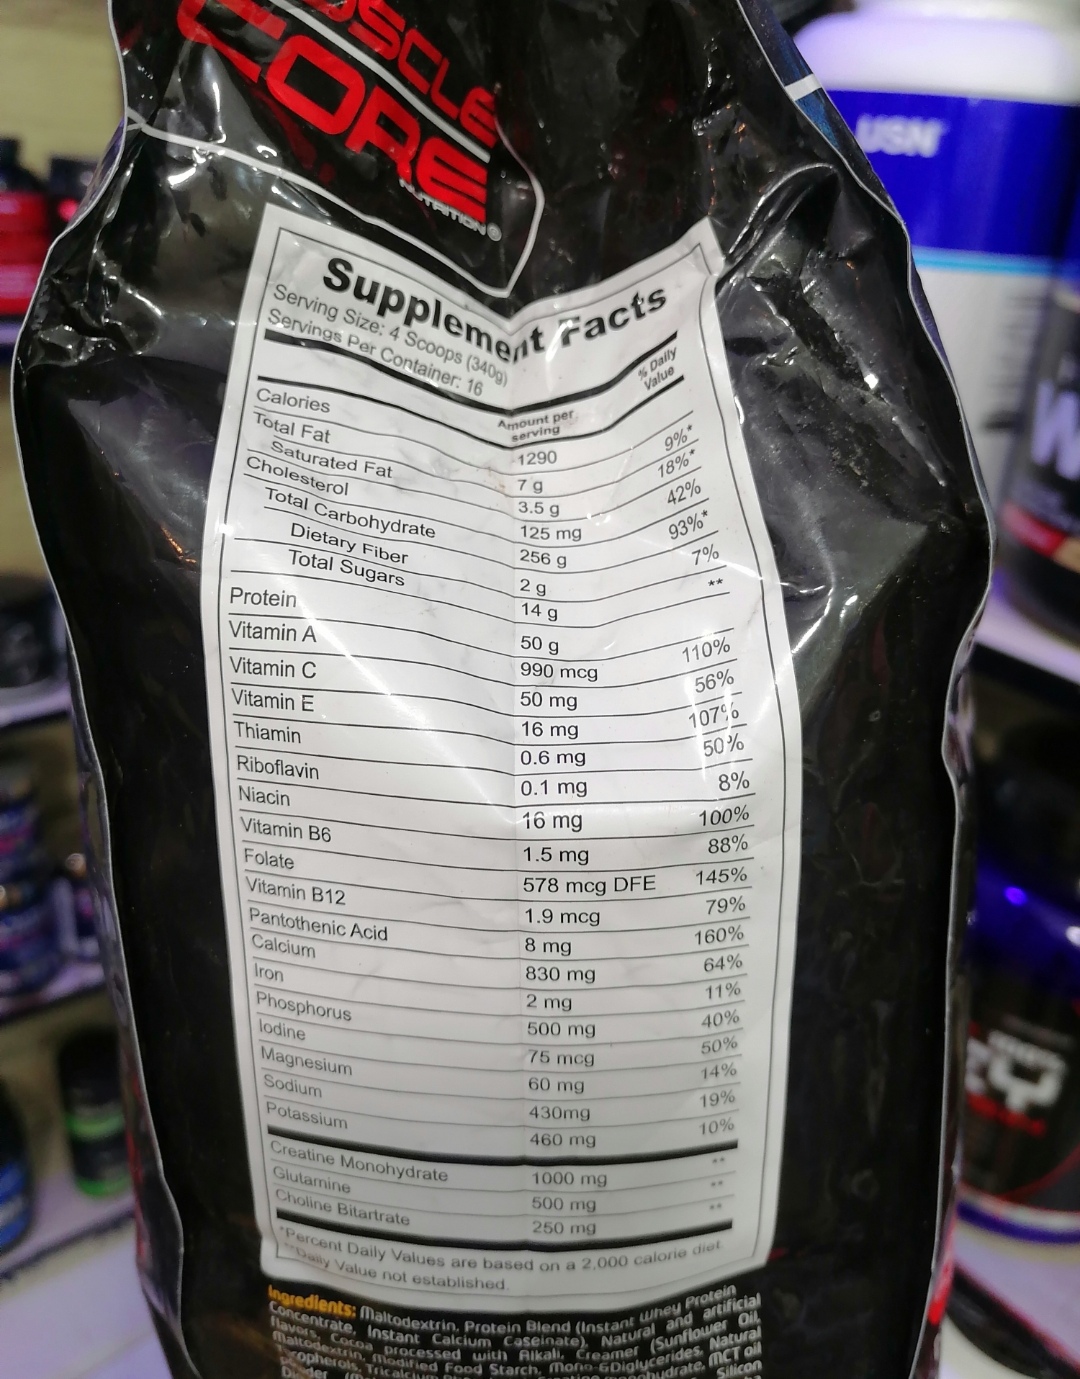 MUSCLE
CORE
NUTRITION®
USN
Supplement Facts
Serving Size: 4 Scoops (340g)
Servings Per Container: 16
Amount per serving % Daily Value
Calories 1290
Total Fat 7 g 9%*
Saturated Fat 3.5 g 18%*
Cholesterol 125 mg 42%
Total Carbohydrate 256 g 93%*
Dietary Fiber 2 g 7%
Total Sugars 14 g **
Protein 50 g
Vitamin A 990 mcg 110%
Vitamin C 50 mg 56%
Vitamin E 16 mg 107%
Thiamin 0.6 mg 50%
Riboflavin 0.1 mg 8%
Niacin 16 mg 100%
Vitamin B6 1.5 mg 88%
Folate 578 mcg DFE 145%
Vitamin B12 1.9 mcg 79%
Pantothenic Acid 8 mg 160%
Calcium 830 mg 64%
Iron 2 mg 11%
Phosphorus 500 mg 40%
Iodine 75 mcg 50%
Magnesium 60 mg 14%
Sodium 430mg 19%
Potassium 460 mg 10%
Creatine Monohydrate 1000 mg **
Glutamine 500 mg **
Choline Bitartrate 250 mg **
*Percent Daily Values are based on a 2,000 calorie diet.
**Daily Value not established.
Ingredients: Maltodextrin, Protein Blend (Instant Whey Protein
Concentrate, Instant Calcium Caseinate), Natural and artificial
flavors, Cocoa processed with Alkali, Creamer (Sunflower Oil,
Maltodextrin, Modified Food Starch, Mono-&Diglycerides, Natural
MCT oil
Silicon